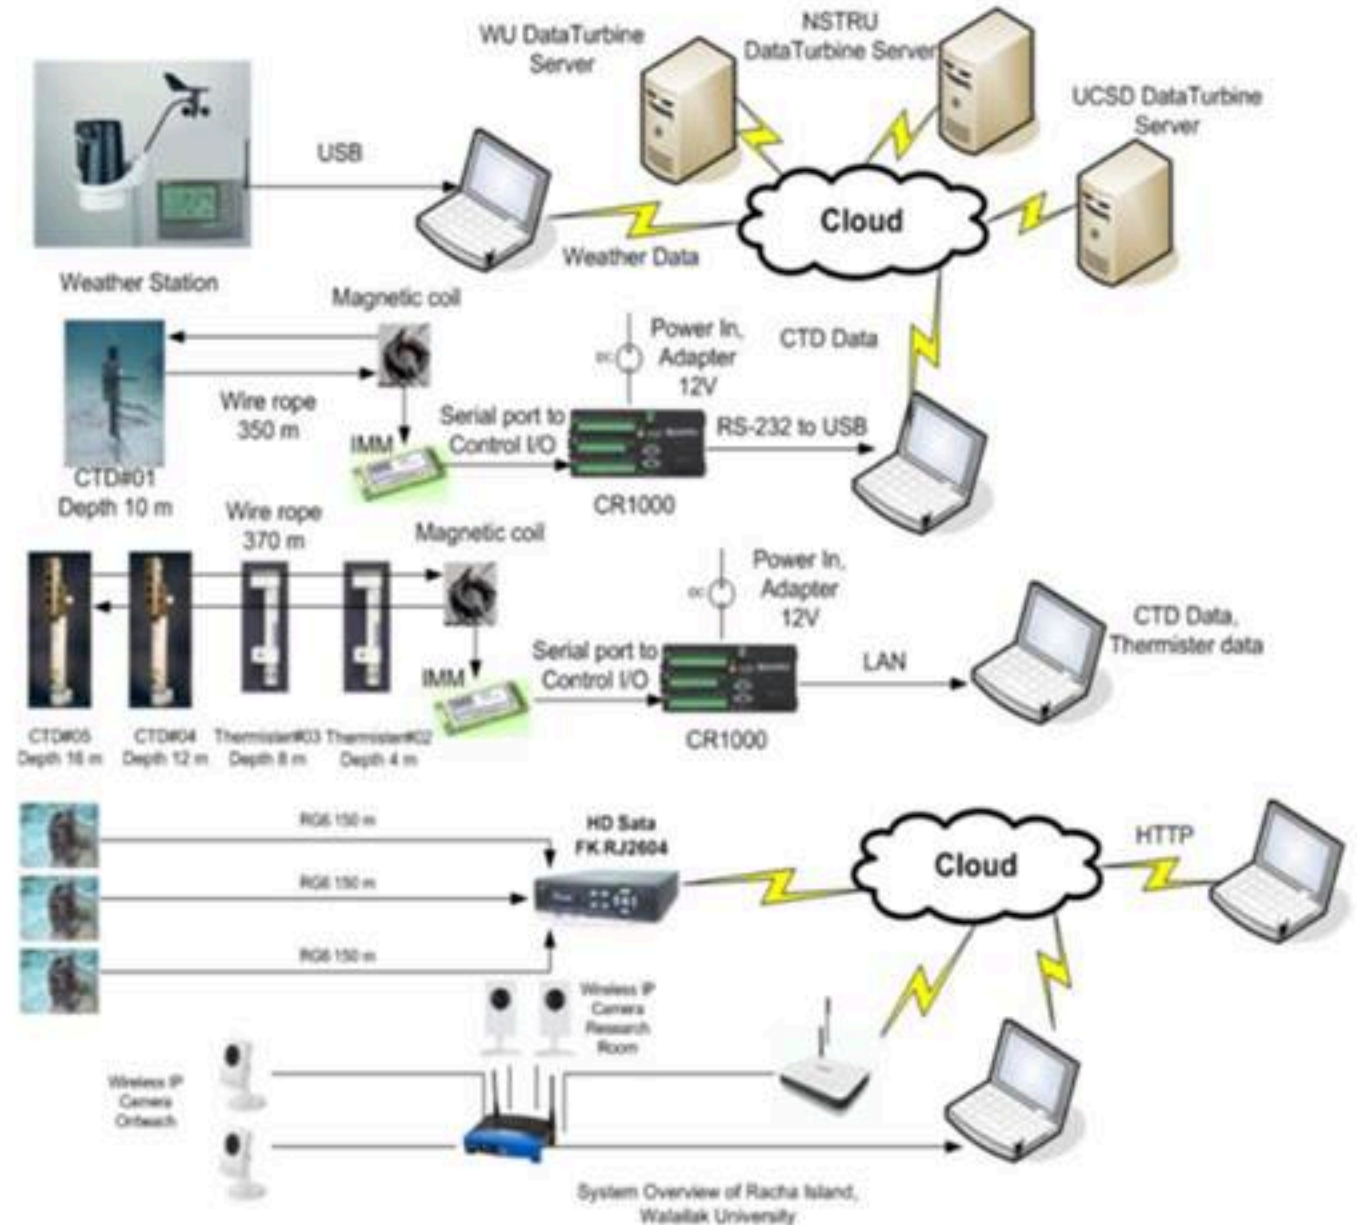 WU DataTurbine
Server
NSTRU
DataTurbine Server
UCSD DataTurbine
Server
USB
Cloud
Weather Data
Weather Station
Magnetic coil
Power In,
Adapter
12V
DC
CTD Data
Wire rope
350 m
Serial port to
Control I/O
IMM
RS-232 to USB
CTD#01
Depth 10 m
CR1000
Wire rope
370 m
Magnetic coil
Power In,
Adapter
12V
DC
CTD Data,
Thermister data
Serial port to
Control I/O
IMM
LAN
CTD#05
Depth 16 m
CTD#04
Depth 12 m
Thermister#03
Depth 8 m
Thermister#02
Depth 4 m
CR1000
RG6 150 m
RG6 150 m
RG6 150 m
HD Sata
FK RJ2604
Cloud
HTTP
Wireless IP
Camera
Research
Room
Wireless IP
Camera
Onbeach
System Overview of Racha Island,
Walailak University